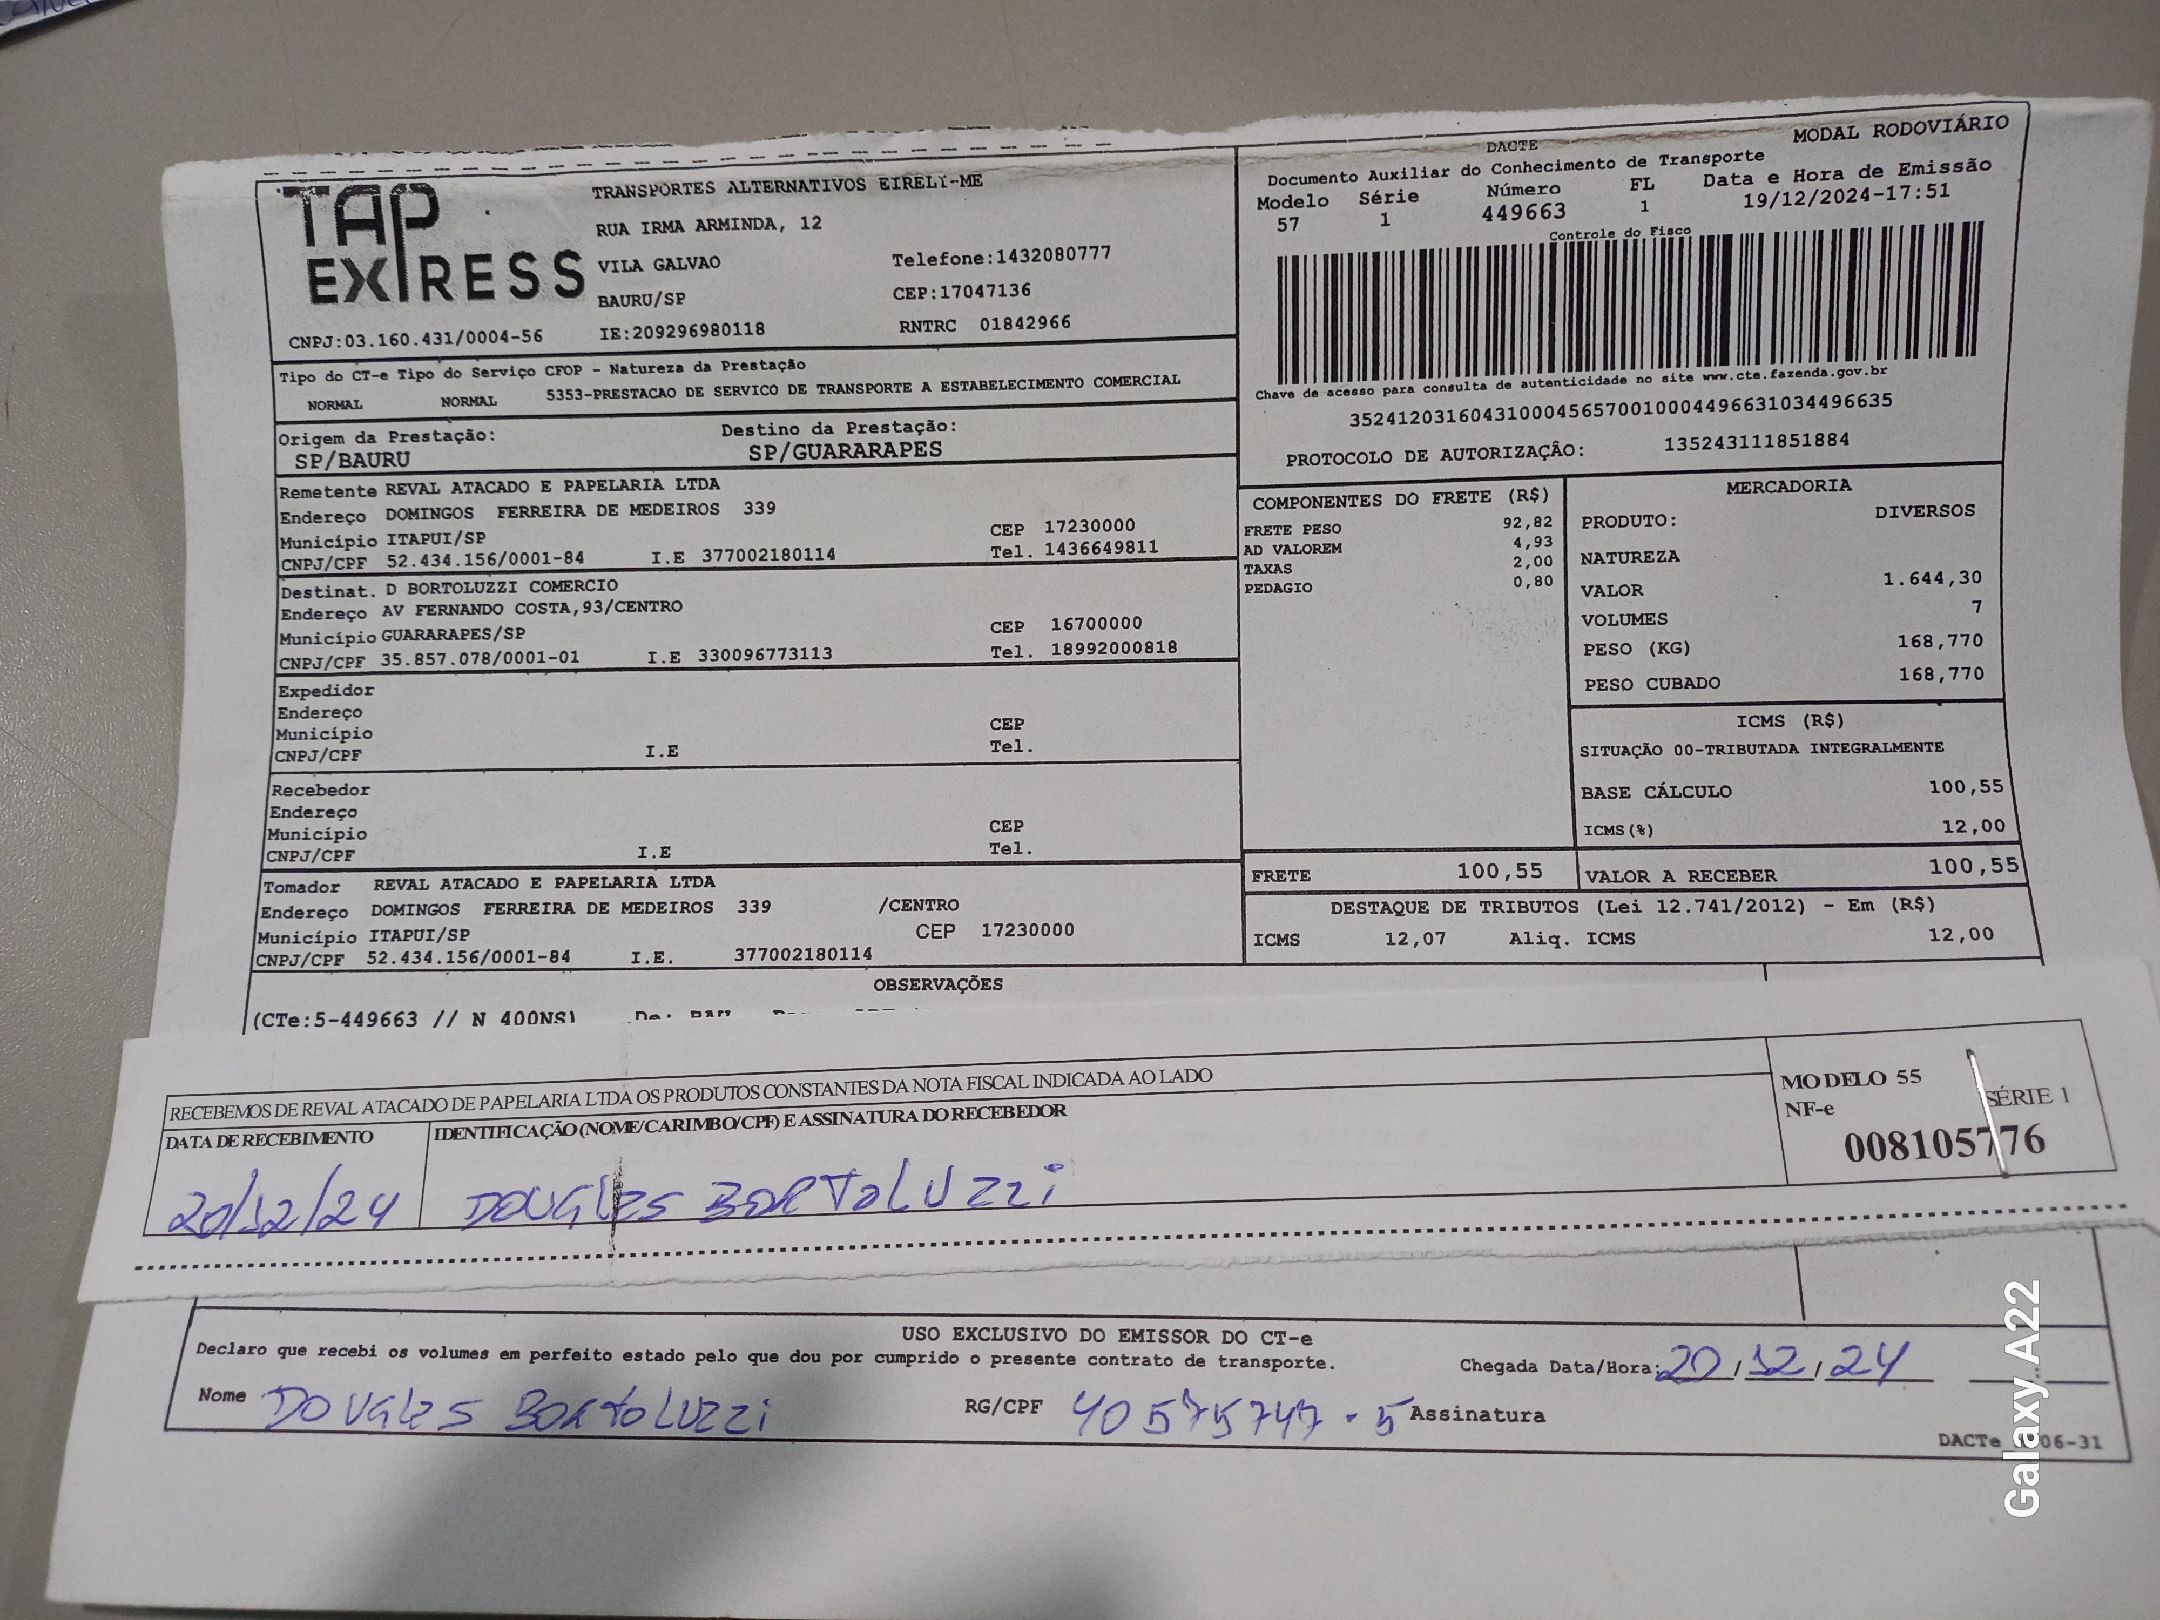 TAP EXPRESS
TRANSPORTES ALTERNATIVOS EIRELI-ME
RUA IRMA ARMINDA, 12
VILA GALVAO Telefone:1432080777
BAURU/SP CEP:17047136
CNPJ:03.160.431/0004-56 IE:209296980118 RNTRC 01842966
DACTE MODAL RODOVIÁRIO
Documento Auxiliar do Conhecimento de Transporte
Modelo Série Número FL Data e Hora de Emissão
57 1 449663 1 19/12/2024-17:51
Controle do Fisco
Chave de acesso para consulta de autenticidade no site www.cte.fazenda.gov.br
35241203160431000456570010004496631034496635
PROTOCOLO DE AUTORIZAÇÂO: 135243111851884
Tipo do CT-e Tipo do Serviço CFOP - Natureza da Prestação
NORMAL NORMAL 5353-PRESTACAO DE SERVICO DE TRANSPORTE A ESTABELECIMENTO COMERCIAL
Origem da Prestação: Destino da Prestação:
SP/BAURU SP/GUARARAPES
Remetente REVAL ATACADO E PAPELARIA LTDA
Endereço DOMINGOS FERREIRA DE MEDEIROS 339
Município ITAPUI/SP CEP 17230000
CNPJ/CPF 52.434.156/0001-84 I.E 377002180114 Tel. 1436649811
Destinat. D BORTOLUZZI COMERCIO
Endereço AV FERNANDO COSTA,93/CENTRO
Município GUARARAPES/SP CEP 16700000
CNPJ/CPF 35.857.078/0001-01 I.E 330096773113 Tel. 18992000818
Expedidor
Endereço
Município CEP
CNPJ/CPF I.E Tel.
Recebedor
Endereço
Município CEP
CNPJ/CPF I.E Tel.
Tomador REVAL ATACADO E PAPELARIA LTDA
Endereço DOMINGOS FERREIRA DE MEDEIROS 339 /CENTRO
Município ITAPUI/SP CEP 17230000
CNPJ/CPF 52.434.156/0001-84 I.E. 377002180114
COMPONENTES DO FRETE (R$)
FRETE PESO 92,82
AD VALOREM 4,93
TAXAS 2,00
PEDAGIO 0,80
MERCADORIA
PRODUTO: DIVERSOS
NATUREZA
VALOR 1.644,30
VOLUMES 7
PESO (KG) 168,770
PESO CUBADO 168,770
ICMS (R$)
SITUAÇÃO 00-TRIBUTADA INTEGRALMENTE
BASE CÁLCULO 100,55
ICMS(%) 12,00
FRETE 100,55 VALOR A RECEBER 100,55
DESTAQUE DE TRIBUTOS (Lei 12.741/2012) - Em (R$)
ICMS 12,07 Aliq. ICMS 12,00
OBSERVAÇÕES
(CTe:5-449663 // N 400NS) De:
RECEBEMOS DE REVAL ATACADO DE PAPELARIA LTDA OS PRODUTOS CONSTANTES DA NOTA FISCAL INDICADA AO LADO
DATA DE RECEBIMENTO IDENTIFICAÇÃO (NOME/CARIMBO/CPF) E ASSINATURA DO RECEBEDOR
20/12/24 DOUGLES BORTOLUZZI
MODELO 55
NF-e SÉRIE 1
008105776
USO EXCLUSIVO DO EMISSOR DO CT-e
Declaro que recebi os volumes em perfeito estado pelo que dou por cumprido o presente contrato de transporte. Chegada Data/Hora: 20/12/24
Nome DOUGLES BORTOLUZZI RG/CPF 40575747-5 Assinatura
DACTe 06-31
Galaxy A22